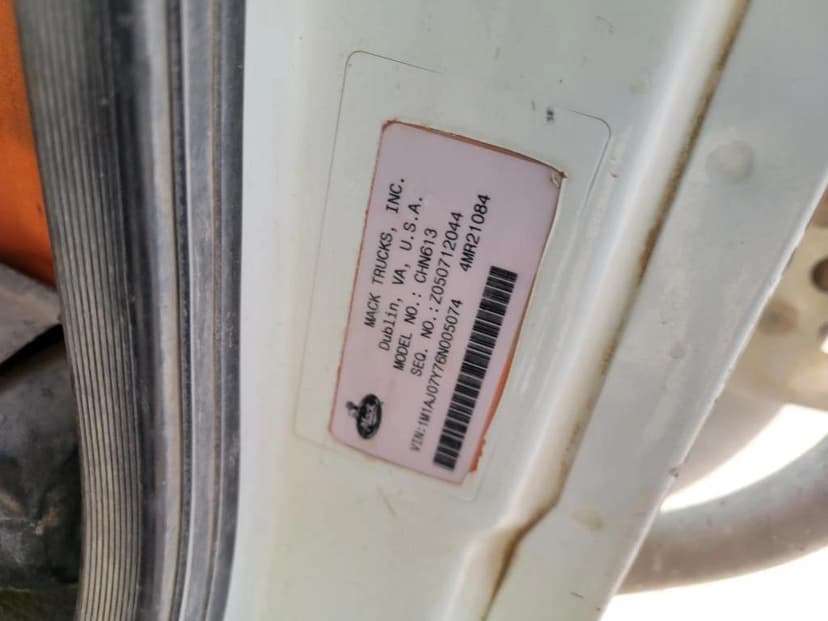 MACK TRUCKS, INC.
Dublin, VA, U.S.A.
MODEL NO.: CHN613
SEQ. NO.: Z050712044
VIN:1M1AJ07Y76N005074 4MR21084